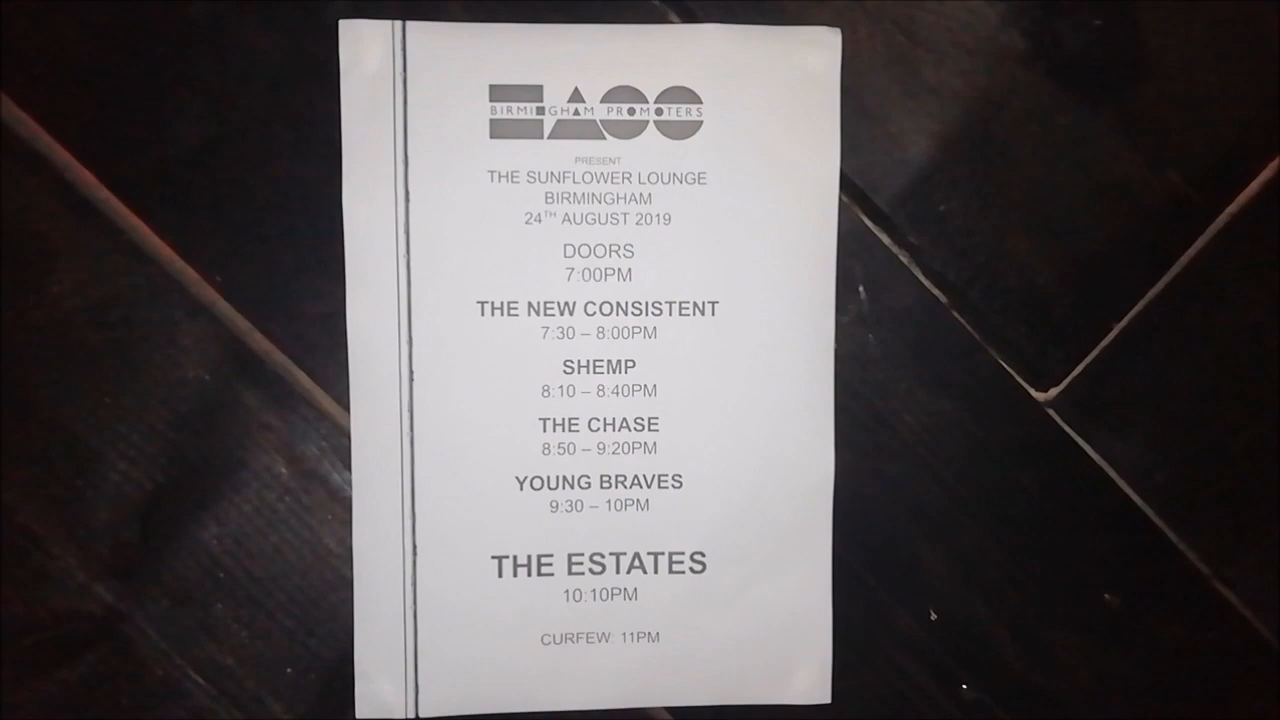 BIRMINGHAM PROMOTERS
PRESENT
THE SUNFLOWER LOUNGE
BIRMINGHAM
24TH AUGUST 2019
DOORS
7:00PM
THE NEW CONSISTENT
7:30 – 8:00PM
SHEMP
8:10 – 8:40PM
THE CHASE
8:50 – 9:20PM
YOUNG BRAVES
9:30 – 10PM
THE ESTATES
10:10PM
CURFEW: 11PM